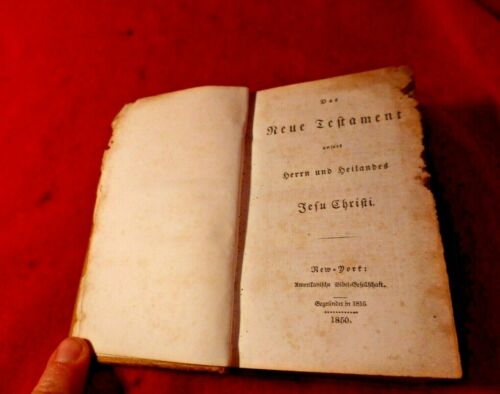 Das
Neue Testament
unsers
Herrn und Heilandes
Jesu Christi.
New-York:
Amerikanische Bibel-Gesellschaft.
Gegründet in 1816.
1850.